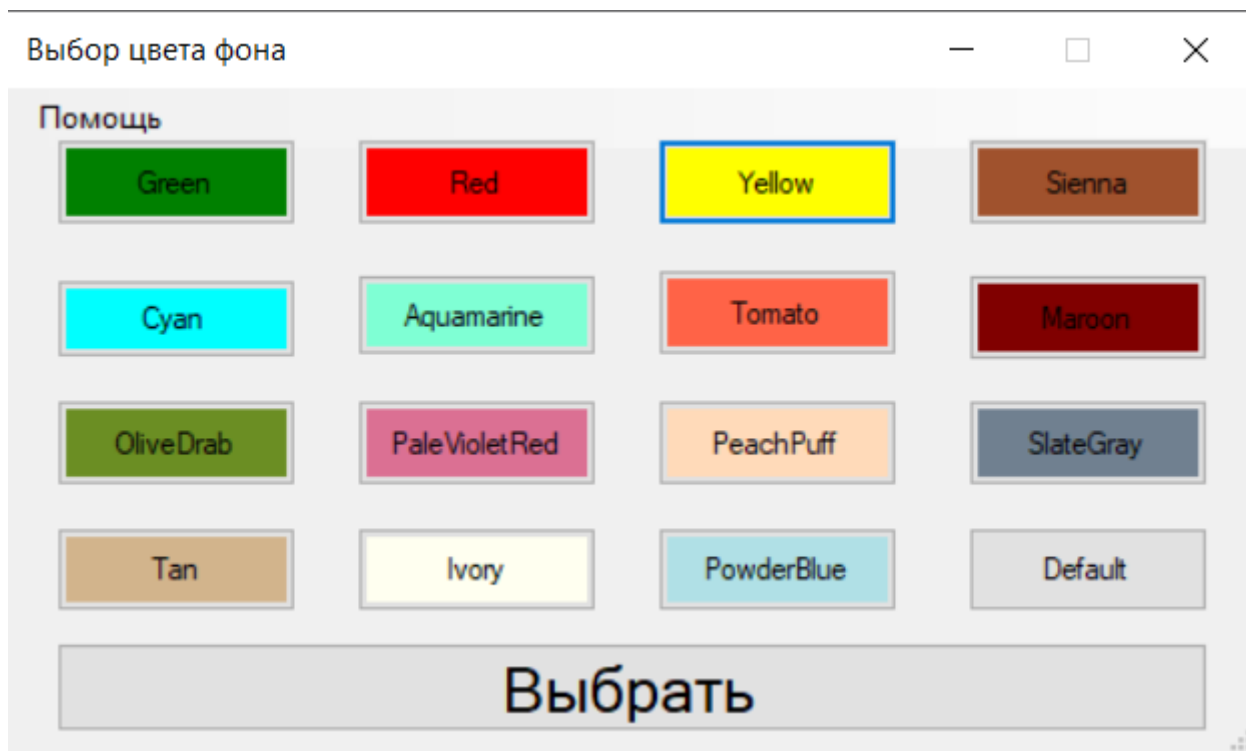 Выбор цвета фона
Помощь
Green Red Yellow Sienna
Cyan Aquamarine Tomato Maroon
OliveDrab PaleVioletRed PeachPuff SlateGray
Tan Ivory PowderBlue Default
Выбрать